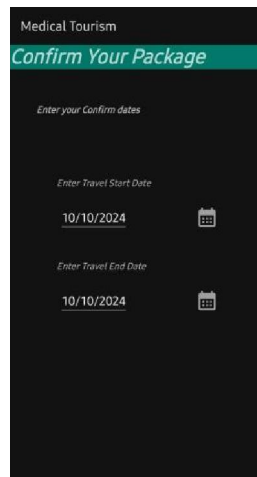 Medical Tourism
Confirm Your Package
Enter your Confirm dates
Enter Travel Start Date
10/10/2024
Enter Travel End Date
10/10/2024